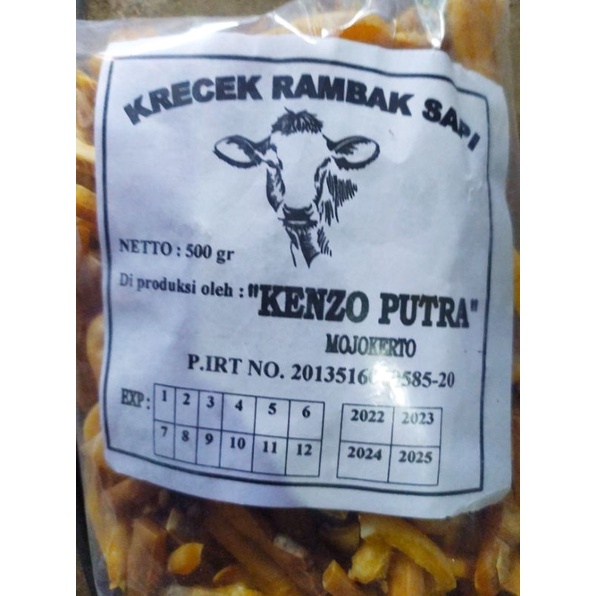 KRECEK RAMBAK SAPI
NETTO : 500 gr
Di produksi oleh : "KENZO PUTRA"
MOJOKERTO
P.IRT NO.
EXP : 1 2 3 4 5 6 2022 2023
7 8 9 10 11 12 2024 2025